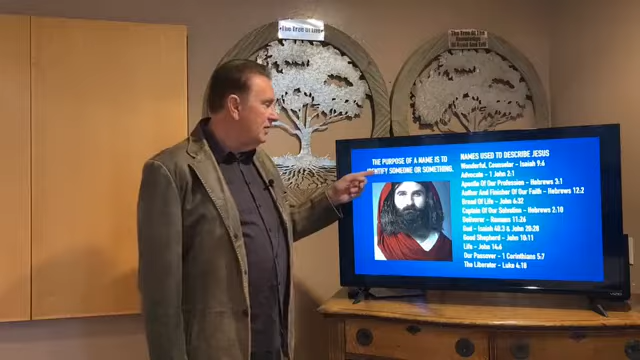 The Tree Of Life
The Tree Of The
Knowledge
Of Good And Evil
THE PURPOSE OF A NAME IS TO
IDENTIFY SOMEONE OR SOMETHING.
NAMES USED TO DESCRIBE JESUS
Wonderful, Counselor - Isaiah 9.6
Advocate - 1 John 2:1
Apostle Of Our Profession - Hebrews 3.1
Author And Finisher Of Our Faith - Hebrews 12:2
Bread Of Life - John 6.32
Captain Of Our Salvation - Hebrews 2:10
Deliverer - Romans 11.26
God - Isaiah 40.3 & John 20:28
Good Shepherd - John 10:11
Life - John 14.6
Our Passover - 1 Corinthians 5.7
The Liberator - Luke 4.18